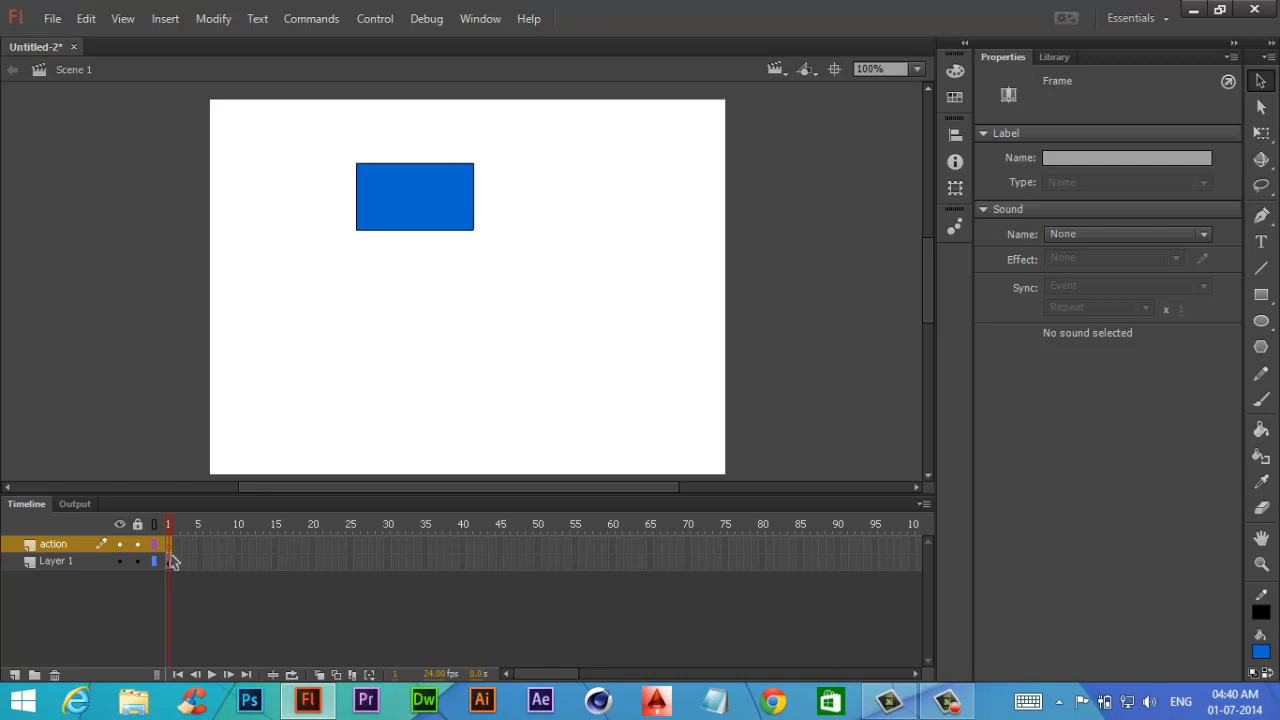 Fl File Edit View Insert Modify Text Commands Control Debug Window Help Essentials
Untitled-2*
Scene 1 100%
Properties Library
Frame
Label
Name:
Type: Name
Sound
Name: None
Effect: None
Sync: Event
Repeat x 1
No sound selected
T
Timeline Output
1 5 10 15 20 25 30 35 40 45 50 55 60 65 70 75 80 85 90 95 10
action
Layer 1
1 24.00 fps 0.0 s
Ps Fl Pr Dw Ai Ae ENG
04:40 AM
01-07-2014